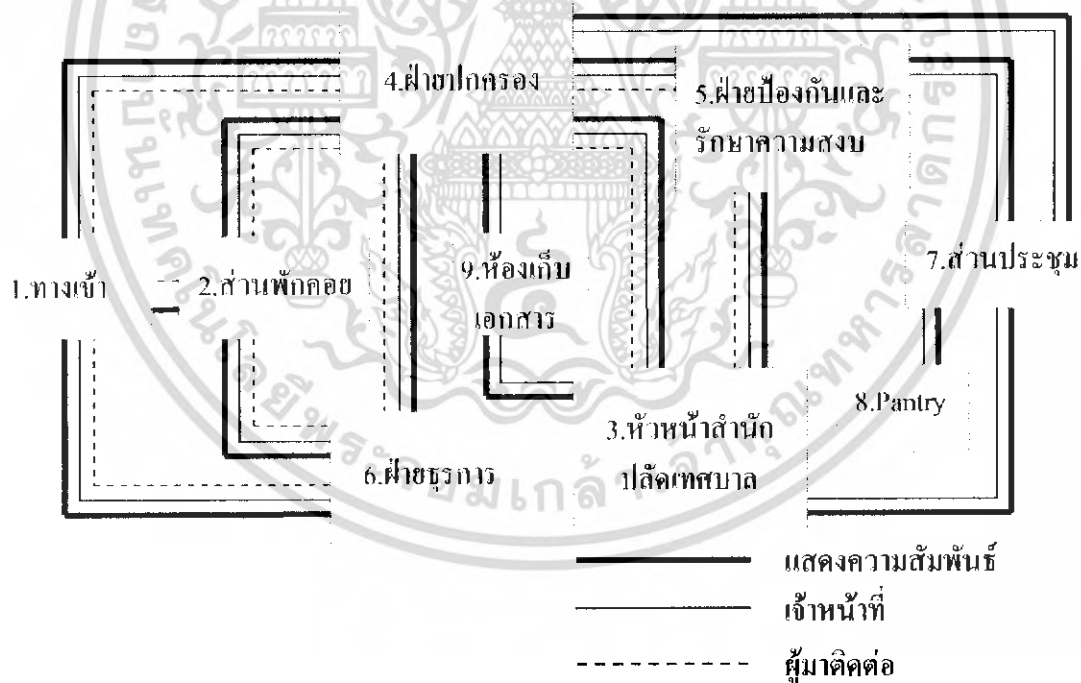 4.ฝ่ายปกครอง
5.ฝ่ายป้องกันและ
รักษาความสงบ
1.ทางเข้า
2.ส่วนพักคอย
9.ห้องเก็บ
เอกสาร
7.ส่วนประชุม
8.Pantry
3.หัวหน้าสำนัก
ปลัดเทศบาล
6.ฝ่ายธุรการ
แสดงความสัมพันธ์
เจ้าหน้าที่
ผู้มาติดต่อ